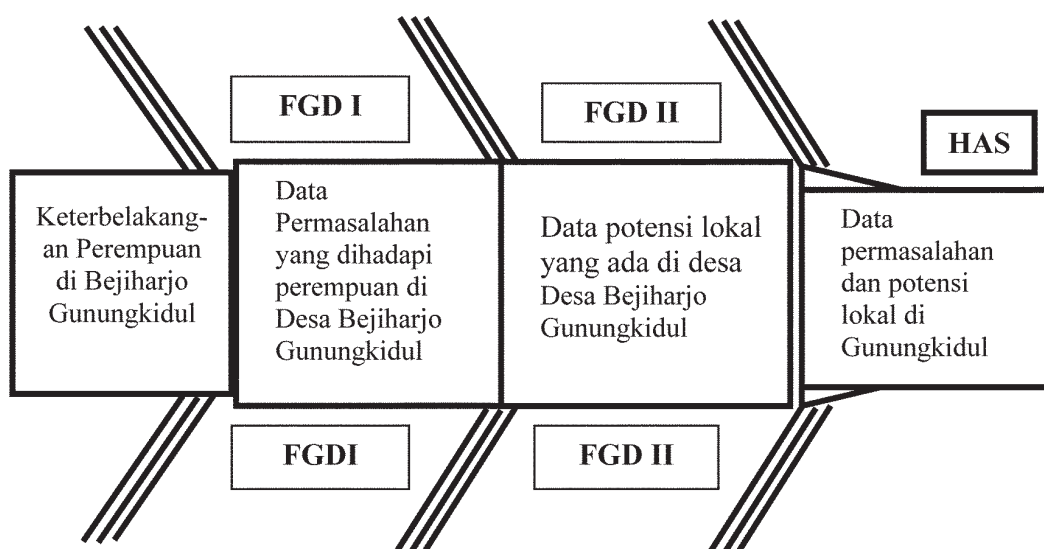 FGD I
FGD II
HAS
Keterbelakang-
an Perempuan
di Bejiharjo
Gunungkidul
Data
Permasalahan
yang dihadapi
perempuan di
Desa Bejiharjo
Gunungkidul
Data potensi lokal
yang ada di desa
Desa Bejiharjo
Gunungkidul
Data
permasalahan
dan potensi
lokal di
Gunungkidul
FGDI
FGD II